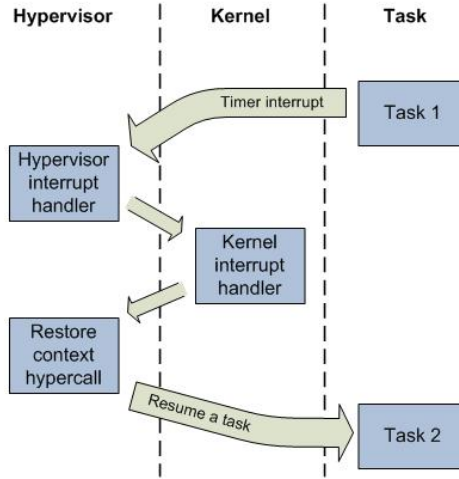 Hypervisor
Kernel
Task
Timer interrupt
Task 1
Hypervisor
interrupt
handler
Kernel
interrupt
handler
Restore
context
hypercall
Resume a task
Task 2